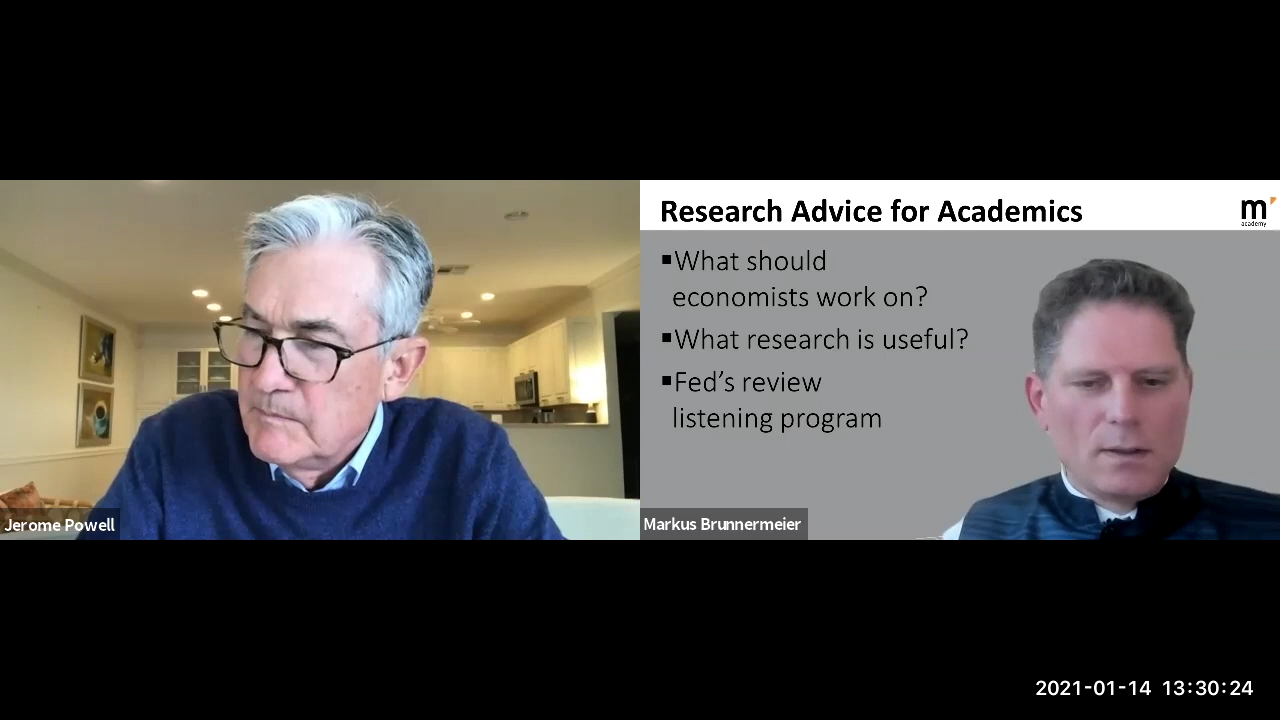 Research Advice for Academics
m
academy
▪What should
economists work on?
▪What research is useful?
▪Fed's review
listening program
Jerome Powell
Markus Brunnermeier
2021-01-14 13:30:24